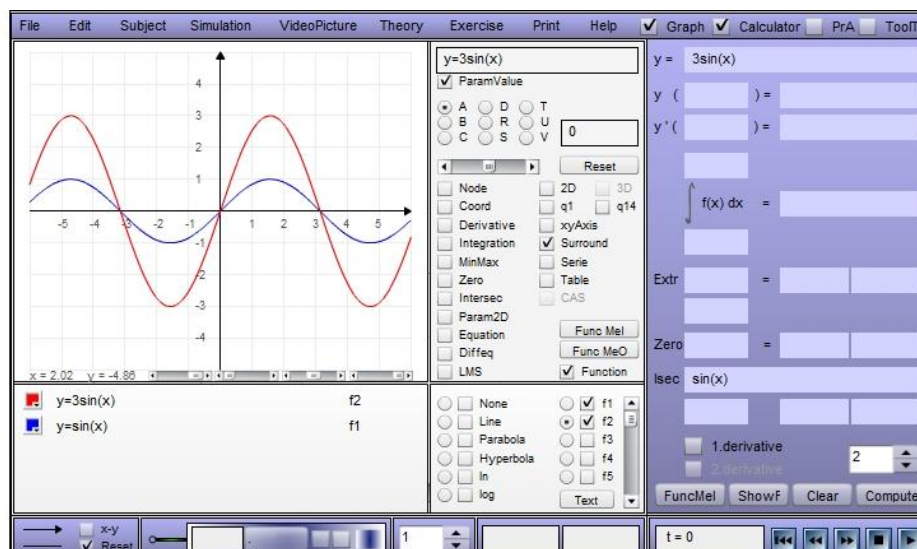 File Edit Subject Simulation VideoPicture Theory Exercise Print Help Graph Calculator PrA ToolT
4
3
2
1
-5 -4 -3 -2 -1 1 2 3 4 5
-1
-2
-3
-4
x = 2.02 y = -4.86
y=3sin(x) f2
y=sin(x) f1
y=3sin(x)
ParamValue
A D T
B R U
C S V
0
Reset
Node 2D 3D
Coord q1 q14
Derivative xyAxis
Integration Surround
MinMax Serie
Zero Table
Intersec CAS
Param2D
Equation Func MeI
Diffeq Func MeO
LMS Function
None f1
Line f2
Parabola f3
Hyperbola f4
ln f5
log Text
y = 3sin(x)
y ( ) =
y ' ( ) =
∫ f(x) dx =
Extr =
Zero =
Isec sin(x)
1.derivative
2.derivative
2
FuncMeI ShowF Clear Compute
x-y
Reset
1
t = 0